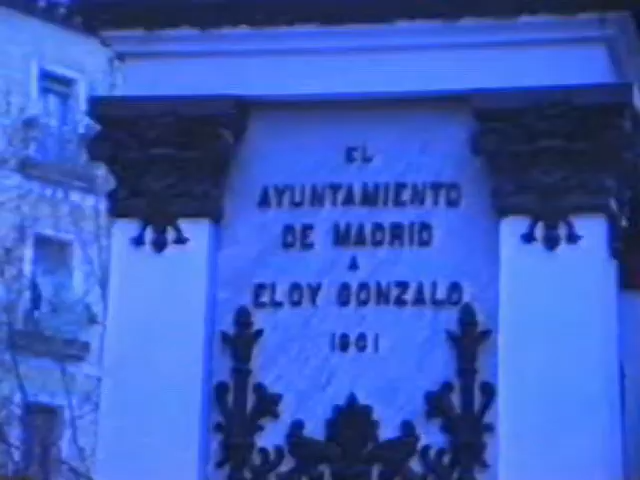 EL
AYUNTAMIENTO
DE MADRID
A
ELOY GONZALO
1901